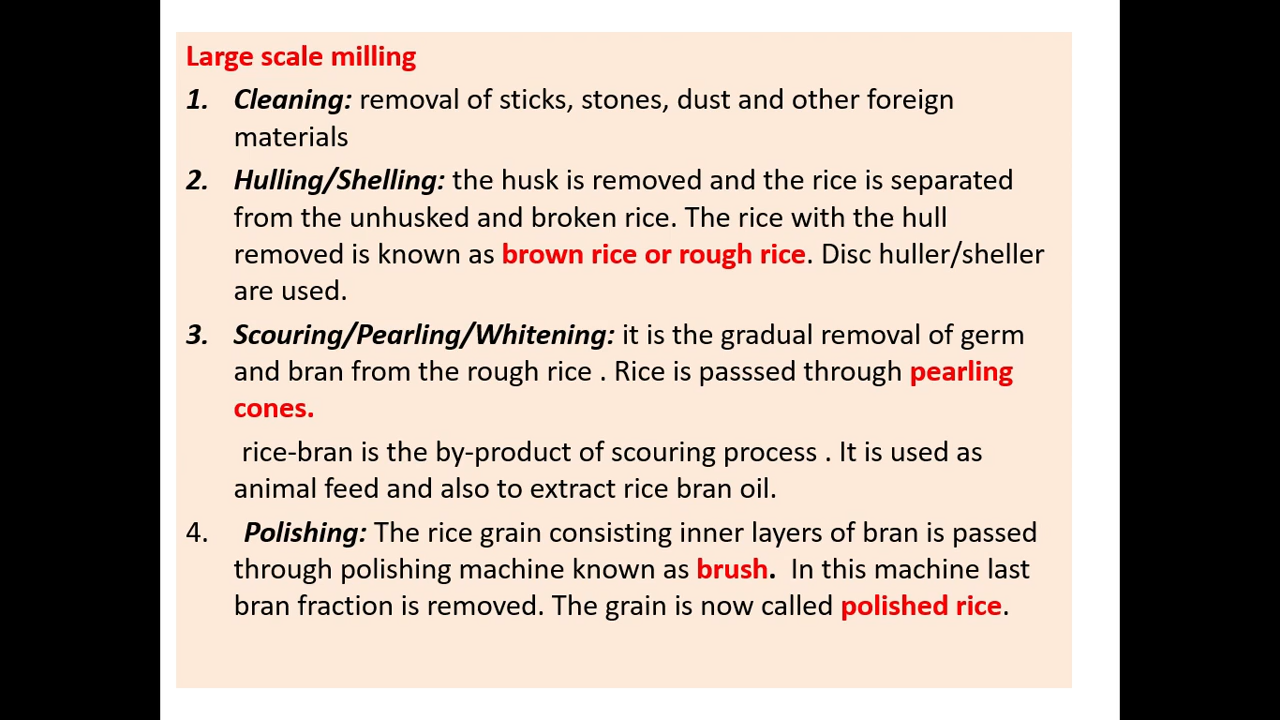 Large scale milling
1. Cleaning: removal of sticks, stones, dust and other foreign
materials
2. Hulling/Shelling: the husk is removed and the rice is separated
from the unhusked and broken rice. The rice with the hull
removed is known as brown rice or rough rice. Disc huller/sheller
are used.
3. Scouring/Pearling/Whitening: it is the gradual removal of germ
and bran from the rough rice . Rice is passsed through pearling
cones.
rice-bran is the by-product of scouring process . It is used as
animal feed and also to extract rice bran oil.
4. Polishing: The rice grain consisting inner layers of bran is passed
through polishing machine known as brush. In this machine last
bran fraction is removed. The grain is now called polished rice.